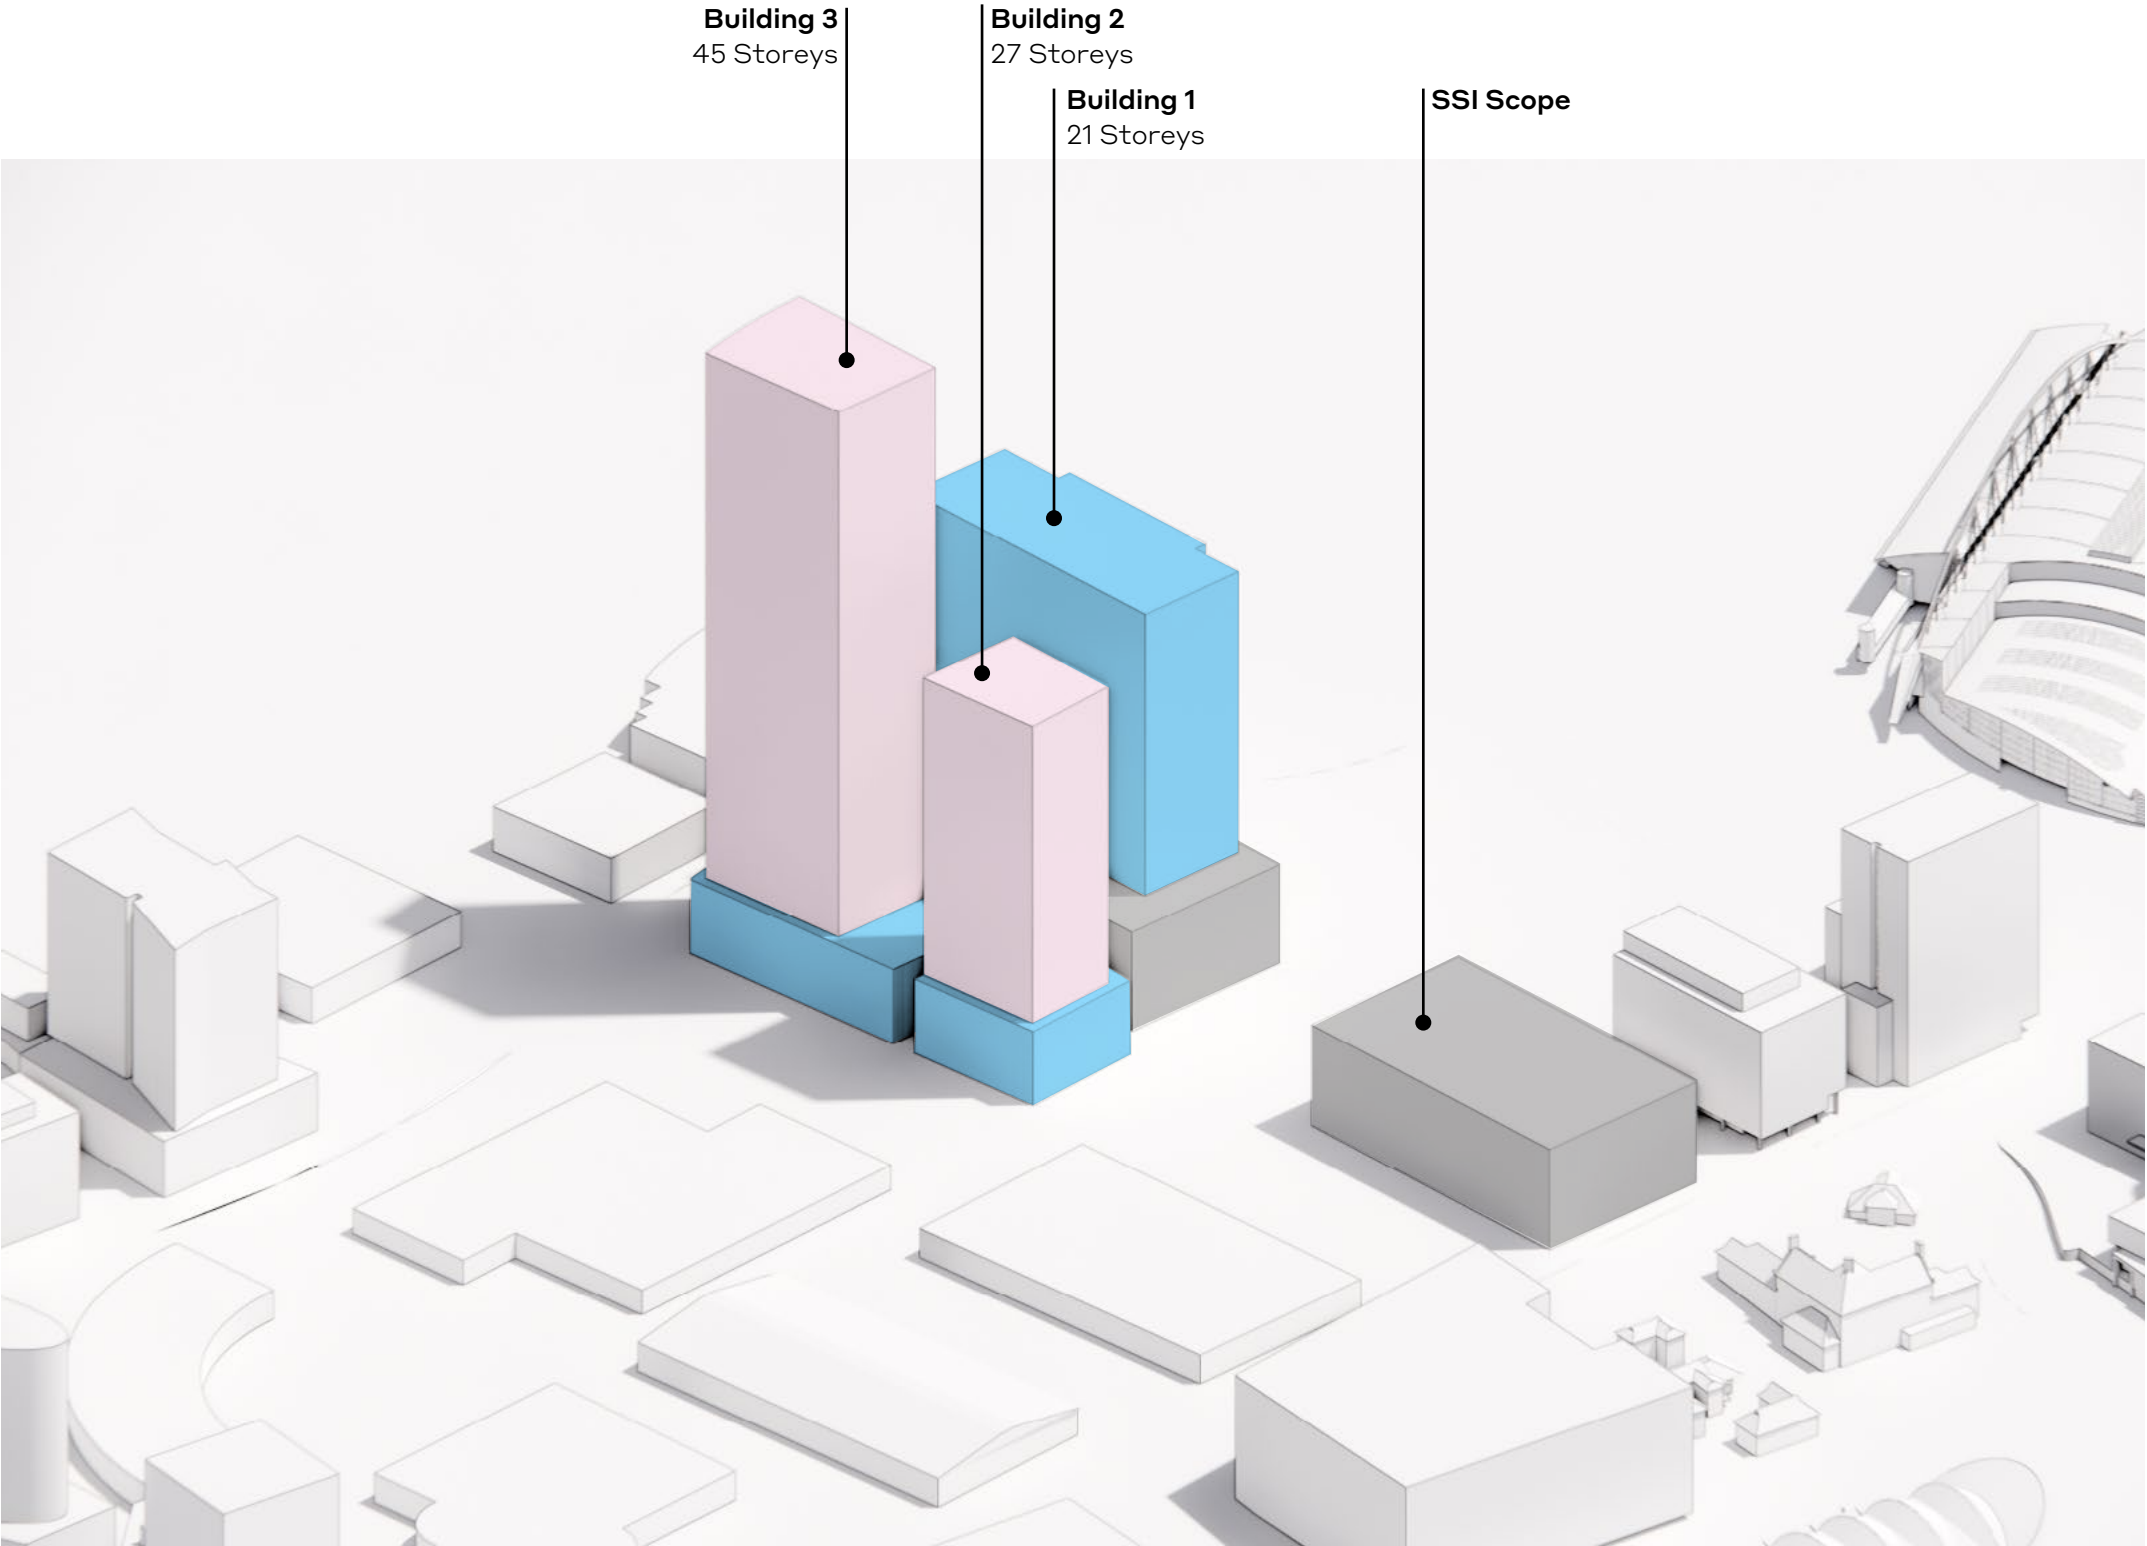 Building 3
45 Storeys
Building 2
27 Storeys
Building 1
21 Storeys
SSI Scope